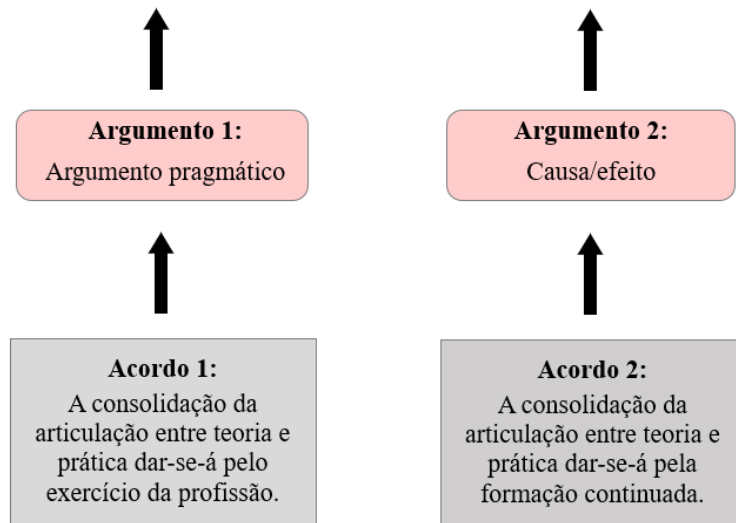 Argumento 1:
Argumento pragmático
Argumento 2:
Causa/efeito
Acordo 1:
A consolidação da
articulação entre teoria e
prática dar-se-á pelo
exercício da profissão.
Acordo 2:
A consolidação da
articulação entre teoria e
prática dar-se-á pela
formação continuada.